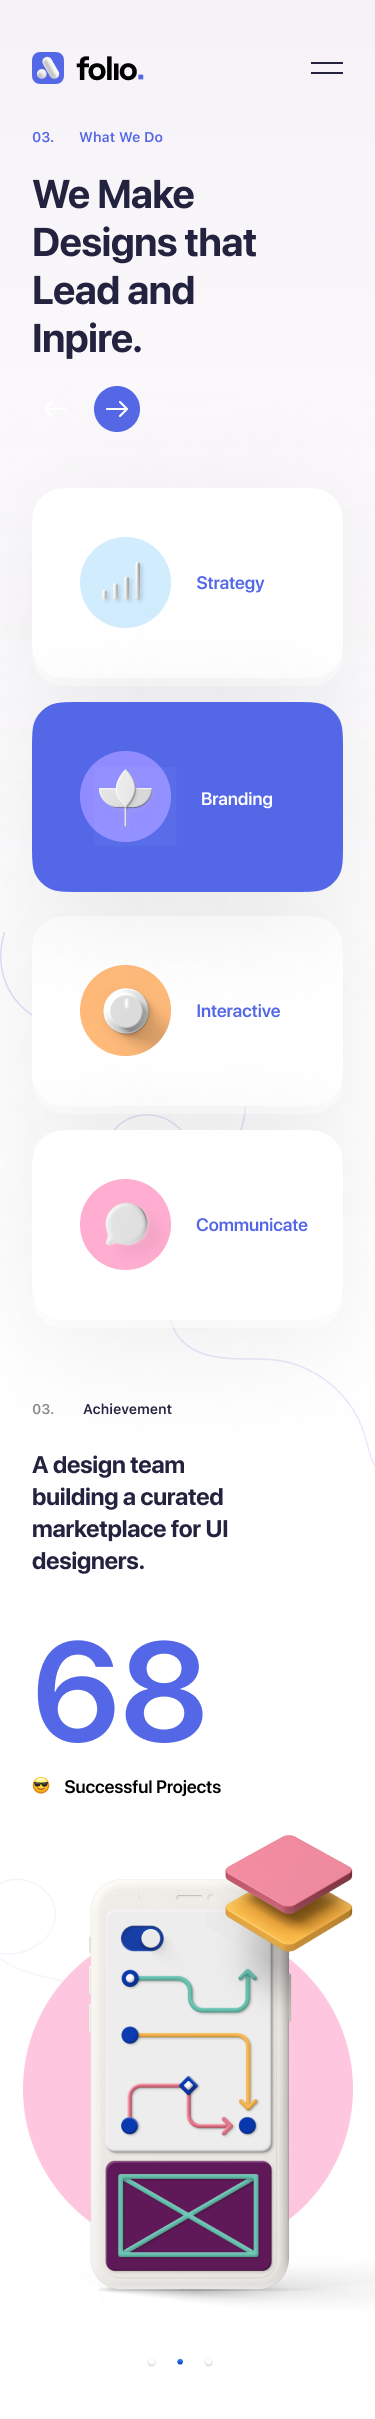 folio.
03. What We Do
We Make
Designs that
Lead and
Inpire.
Strategy
Branding
Interactive
Communicate
03. Achievement
A design team
building a curated
marketplace for UI
designers.
68
😎 Successful Projects